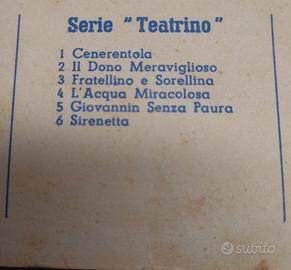 Serie "Teatrino"
1 Cenerentola
2 Il Dono Meraviglioso
3 Fratellino e Sorellina
4 L'Acqua Miracolosa
5 Giovannin Senza Paura
6 Sirenetta
subito